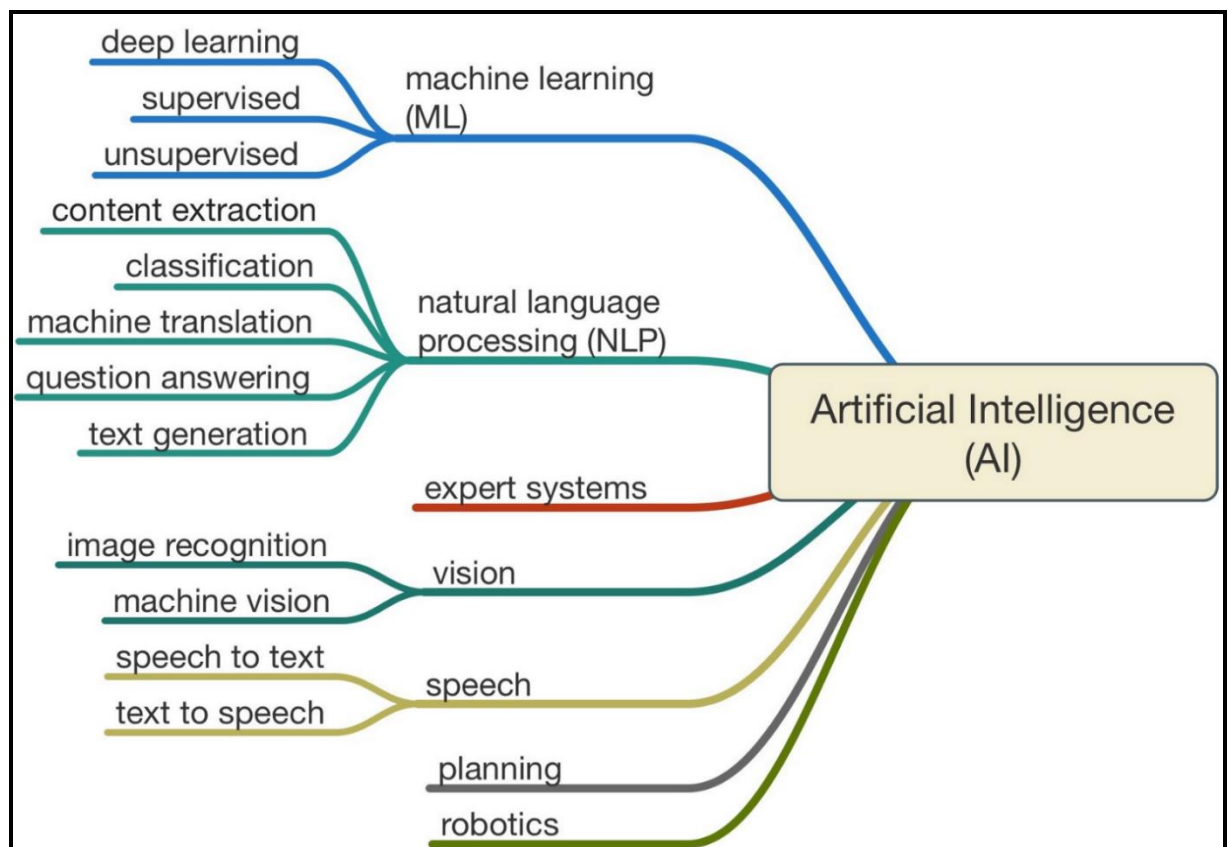 deep learning
supervised
unsupervised
machine learning
(ML)
content extraction
classification
machine translation
question answering
text generation
natural language
processing (NLP)
expert systems
image recognition
machine vision
vision
speech to text
text to speech
speech
planning
robotics
Artificial Intelligence
(AI)